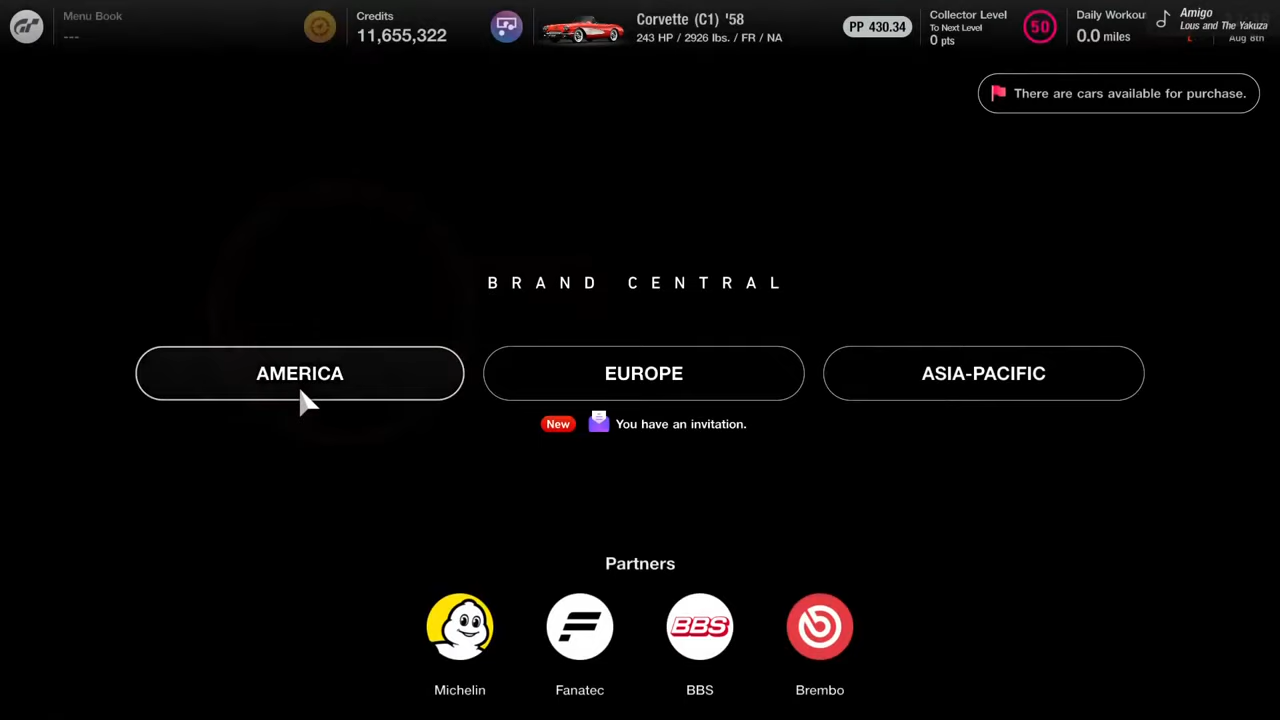 GT
Menu Book
---
Credits
11,655,322
Corvette (C1) '58
243 HP / 2926 lbs. / FR / NA
PP 430.34
Collector Level
To Next Level
0 pts
50
Daily Workou
0.0 miles
Amigo
Lous and The Yakuza
Aug 8th
There are cars available for purchase.
BRAND CENTRAL
AMERICA
EUROPE
ASIA-PACIFIC
New
You have an invitation.
Partners
BBS
Michelin
Fanatec
BBS
Brembo